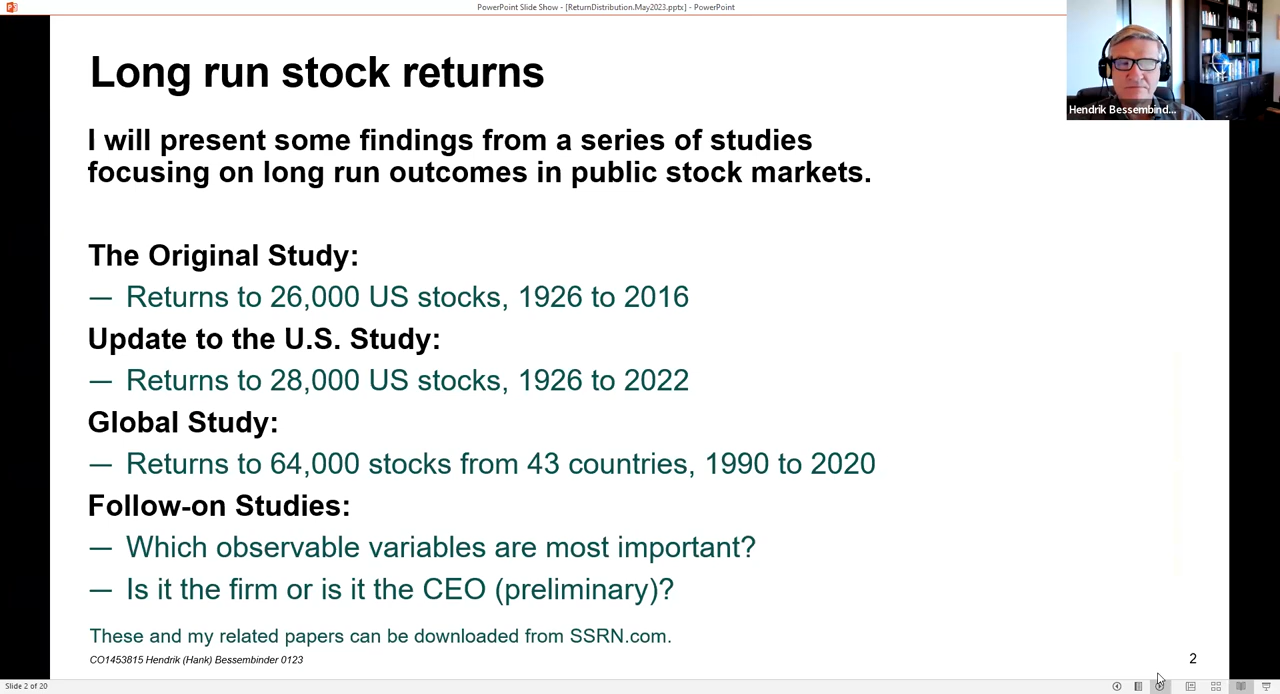 PowerPoint Slide Show - [ReturnDistribution.May2023.pptx] - PowerPoint
Long run stock returns
Hendrik Bessembind...
I will present some findings from a series of studies
focusing on long run outcomes in public stock markets.
The Original Study:
— Returns to 26,000 US stocks, 1926 to 2016
Update to the U.S. Study:
— Returns to 28,000 US stocks, 1926 to 2022
Global Study:
— Returns to 64,000 stocks from 43 countries, 1990 to 2020
Follow-on Studies:
— Which observable variables are most important?
— Is it the firm or is it the CEO (preliminary)?
These and my related papers can be downloaded from SSRN.com.
CO1453815 Hendrik (Hank) Bessembinder 0123
2
Slide 2 of 20